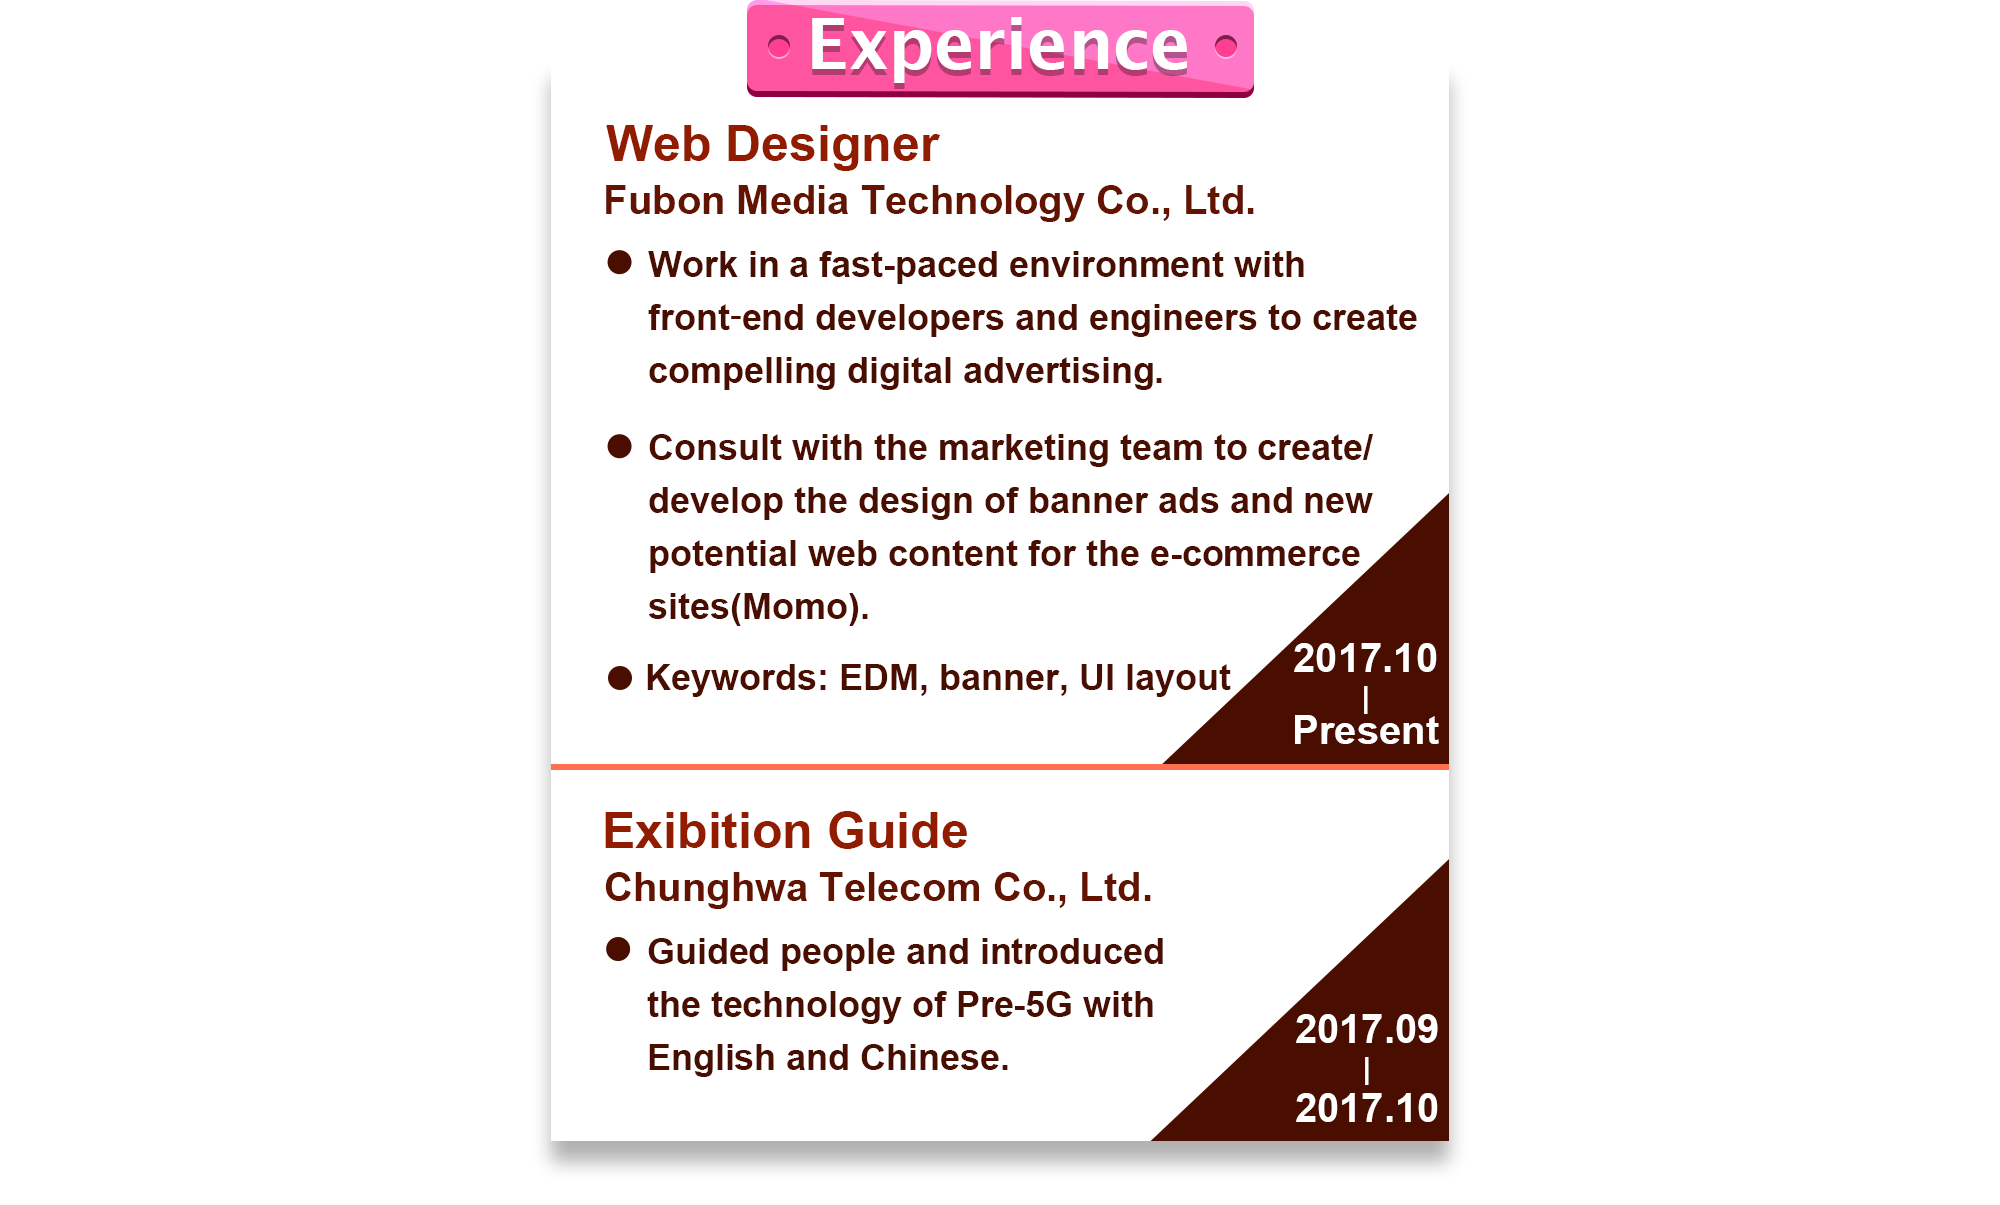 Experience
Web Designer
Fubon Media Technology Co., Ltd.
● Work in a fast-paced environment with
front-end developers and engineers to create
compelling digital advertising.
● Consult with the marketing team to create/
develop the design of banner ads and new
potential web content for the e-commerce
sites(Momo).
● Keywords: EDM, banner, UI layout
2017.10
|
Present
Exibition Guide
Chunghwa Telecom Co., Ltd.
● Guided people and introduced
the technology of Pre-5G with
English and Chinese.
2017.09
|
2017.10